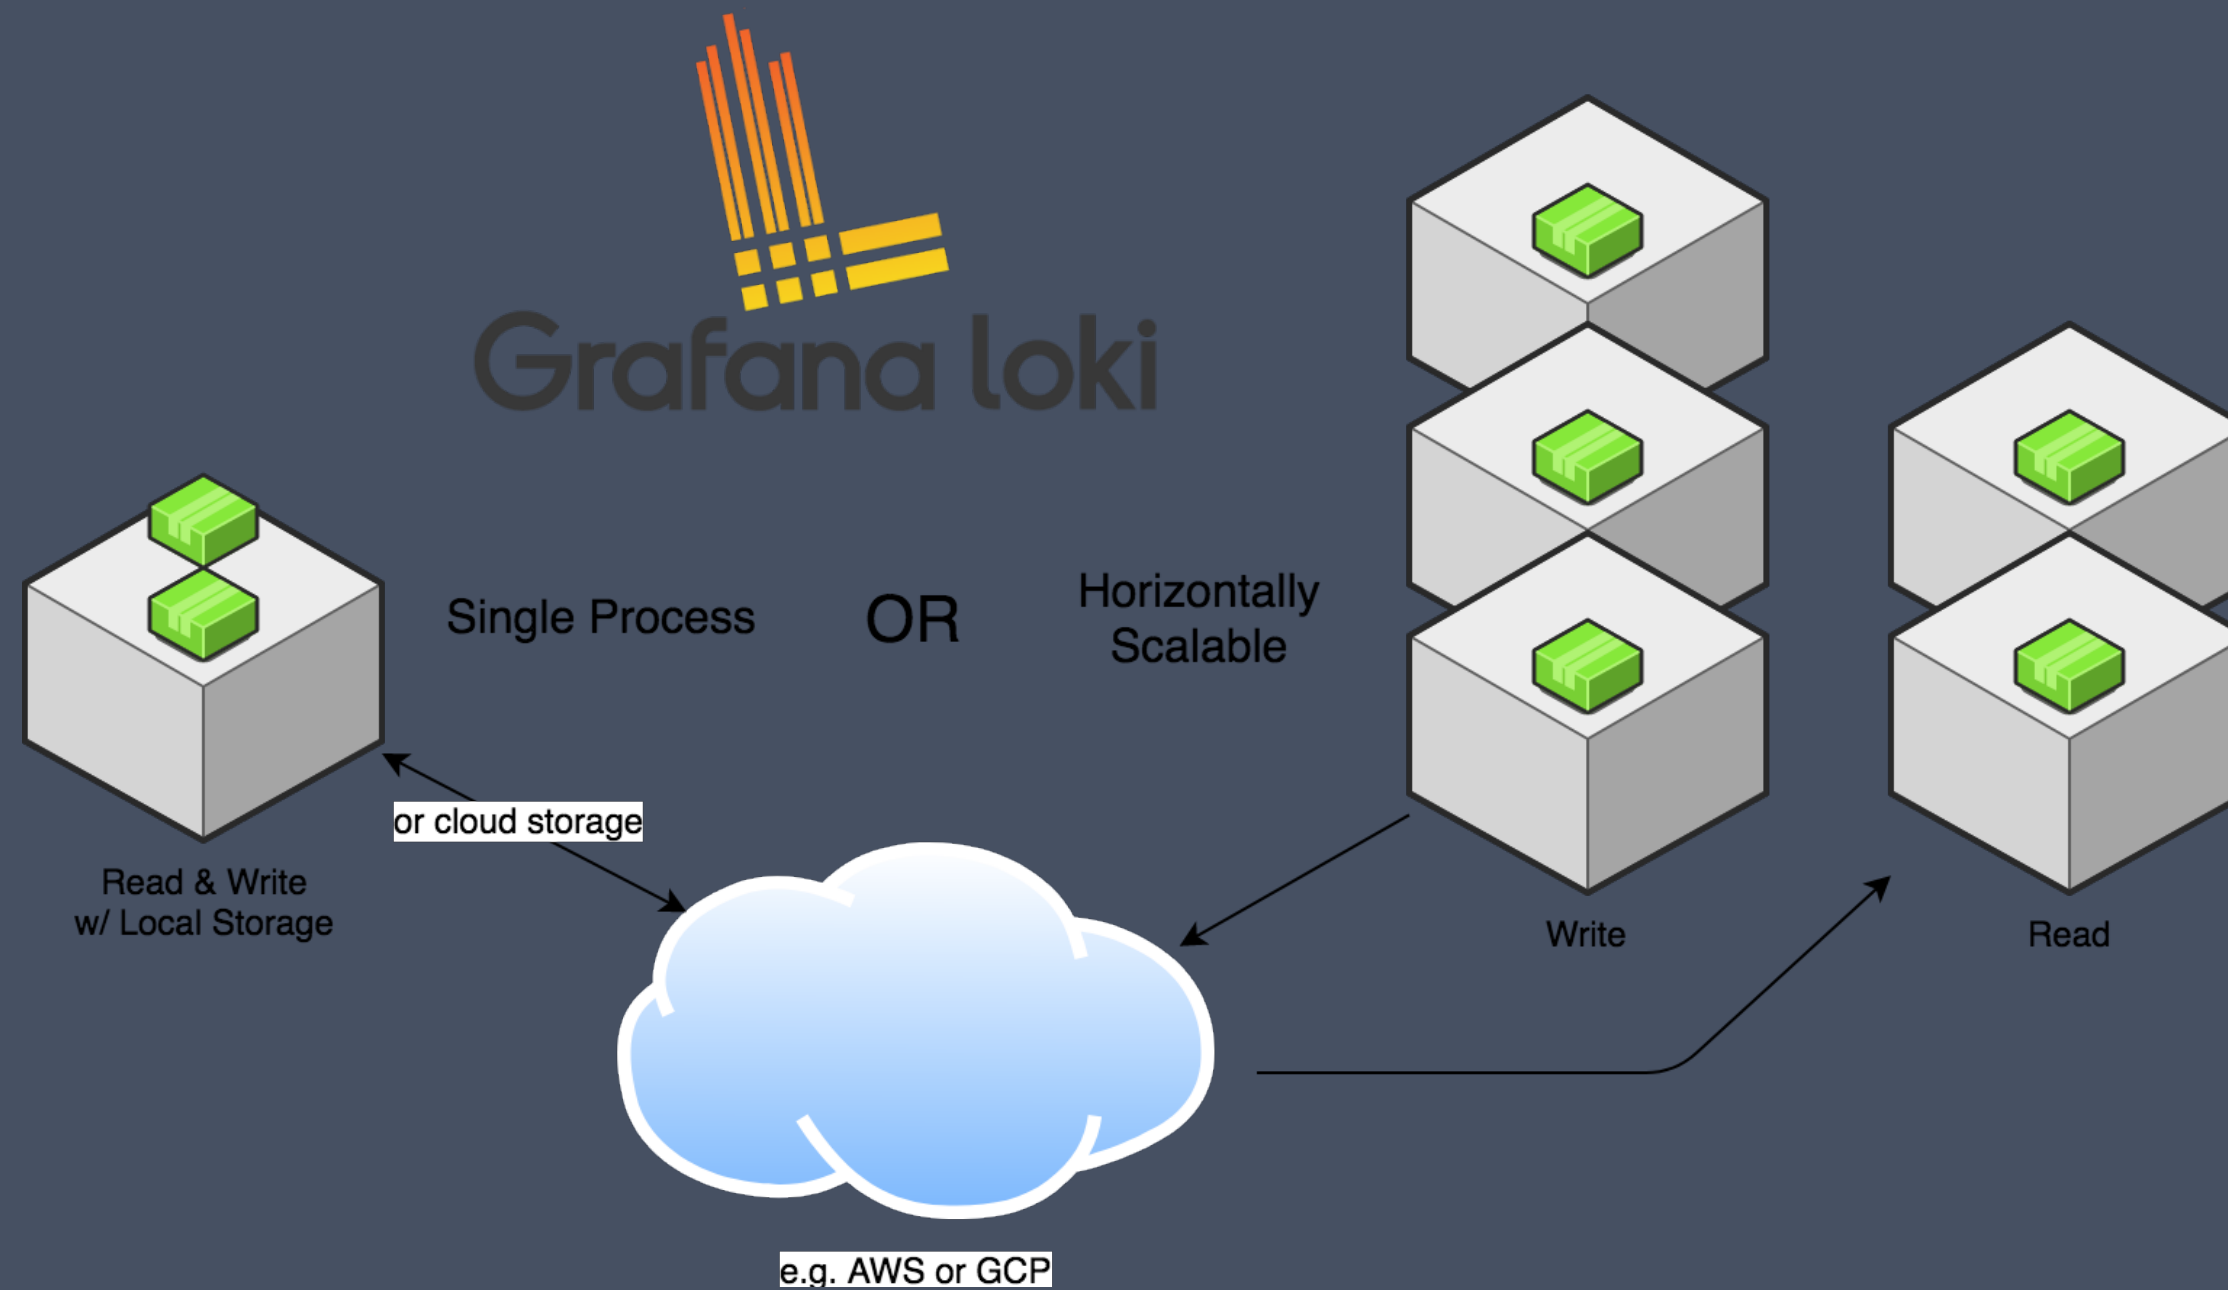 Grafana loki
Single Process
OR
Horizontally
Scalable
or cloud storage
Read & Write
w/ Local Storage
Write
Read
e.g. AWS or GCP